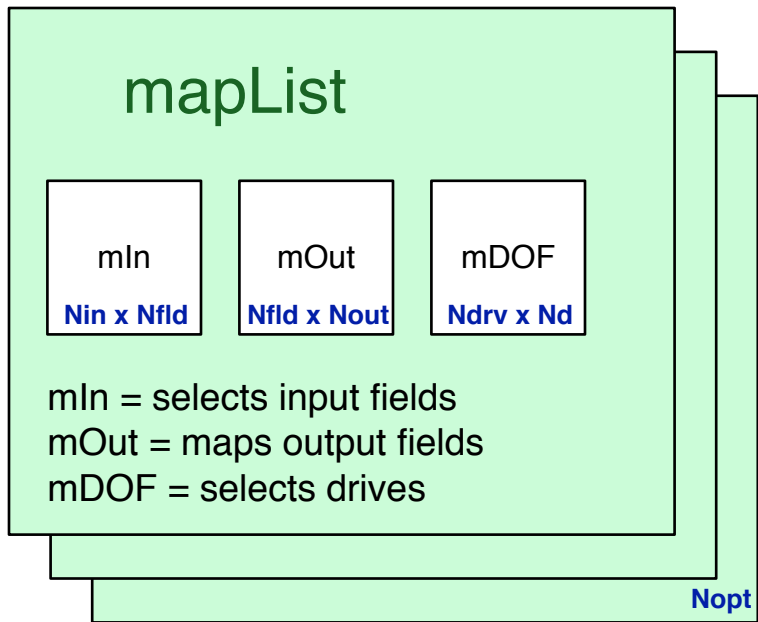 mapList
mIn mOut mDOF
Nin x Nfld Nfld x Nout Ndrv x Nd
mIn = selects input fields
mOut = maps output fields
mDOF = selects drives
Nopt